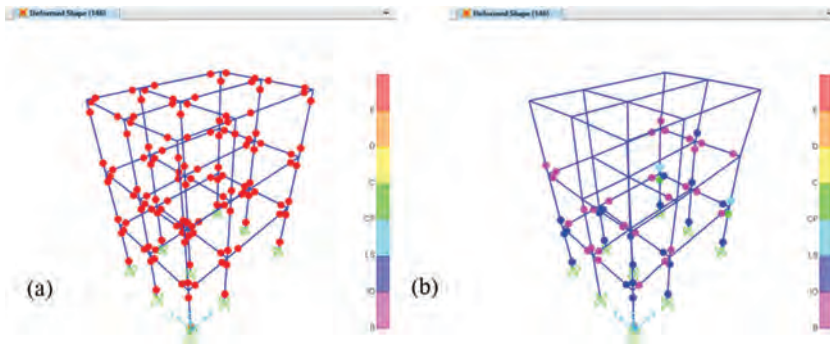 Deformed Shape (148)
E
D
C
CP
LS
IO
B
(a)
Deformed Shape (148)
E
D
C
CP
LS
IO
B
(b)